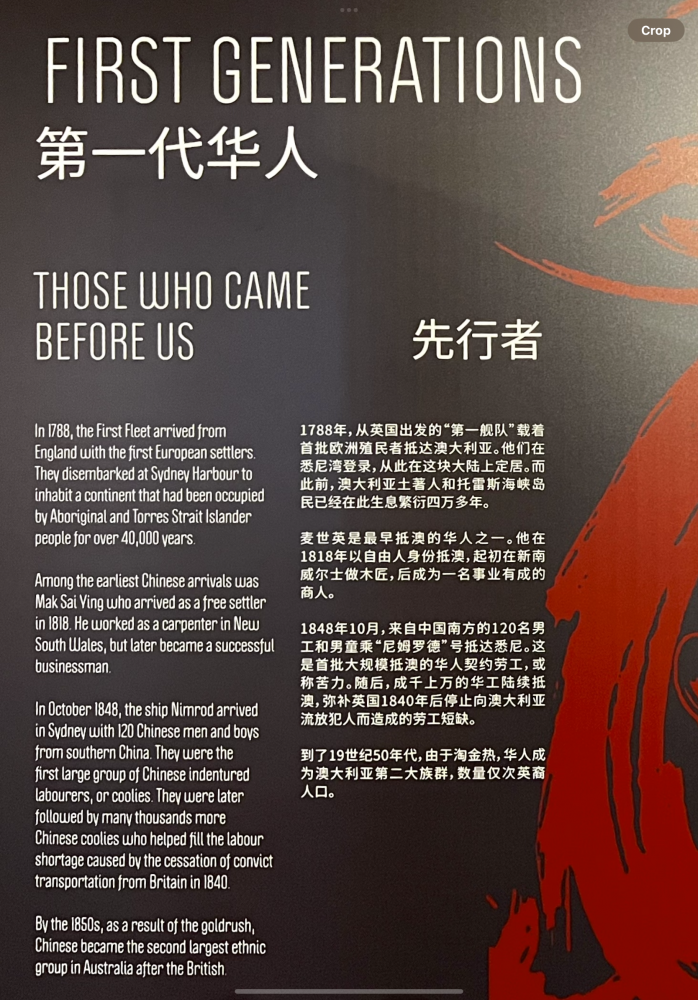 Crop
FIRST GENERATIONS
第一代华人
THOSE WHO CAME
BEFORE US
In 1788, the First Fleet arrived from
England with the first European settlers.
They disembarked at Sydney Harbour to
inhabit a continent that had been occupied
by Aboriginal and Torres Strait Islander
people for over 40,000 years.
Among the earliest Chinese arrivals was
Mak Sai Ying who arrived as a free settler
in 1818. He worked as a carpenter in New
South Wales, but later became a successful
businessman.
In October 1848, the ship Nimrod arrived
in Sydney with 120 Chinese men and boys
from southern China. They were the
first large group of Chinese indentured
labourers, or coolies. They were later
followed by many thousands more
Chinese coolies who helped fill the labour
shortage caused by the cessation of convict
transportation from Britain in 1840.
By the 1850s, as a result of the goldrush,
Chinese became the second largest ethnic
group in Australia after the British.
先行者
1788年，从英国出发的“第一舰队”载着
首批欧洲殖民者抵达澳大利亚。他们在
悉尼湾登录，从此在这块大陆上定居。而
此前，澳大利亚土著人和托雷斯海峡岛
民已经在此生息繁衍四万多年。
麦世英是最早抵澳的华人之一。他在
1818年以自由人身份抵澳，起初在新南
威尔士做木匠，后成为一名事业有成的
商人。
1848年10月，来自中国南方的120名男
工和男童乘“尼姆罗德”号抵达悉尼。这
是首批大规模抵澳的华人契约劳工，或
称苦力。随后，成千上万的华工陆续抵
澳，弥补英国1840年后停止向澳大利亚
流放犯人而造成的劳工短缺。
到了19世纪50年代，由于淘金热，华人成
为澳大利亚第二大族群，数量仅次英裔
人口。